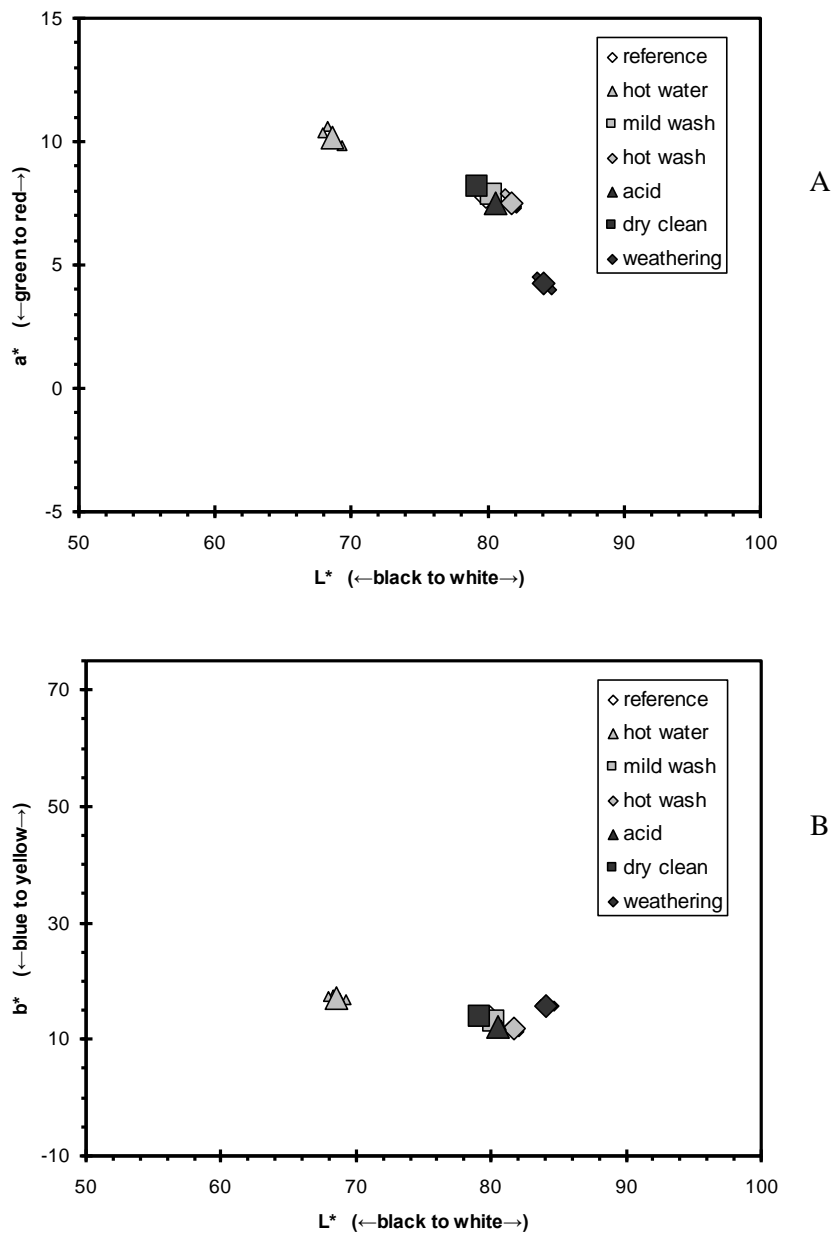 15
10
5
0
-5
50 60 70 80 90 100
a* (←green to red→)
L* (←black to white→)
reference
hot water
mild wash
hot wash
acid
dry clean
weathering
A
70
50
30
10
-10
50 60 70 80 90 100
b* (←blue to yellow→)
L* (←black to white→)
reference
hot water
mild wash
hot wash
acid
dry clean
weathering
B